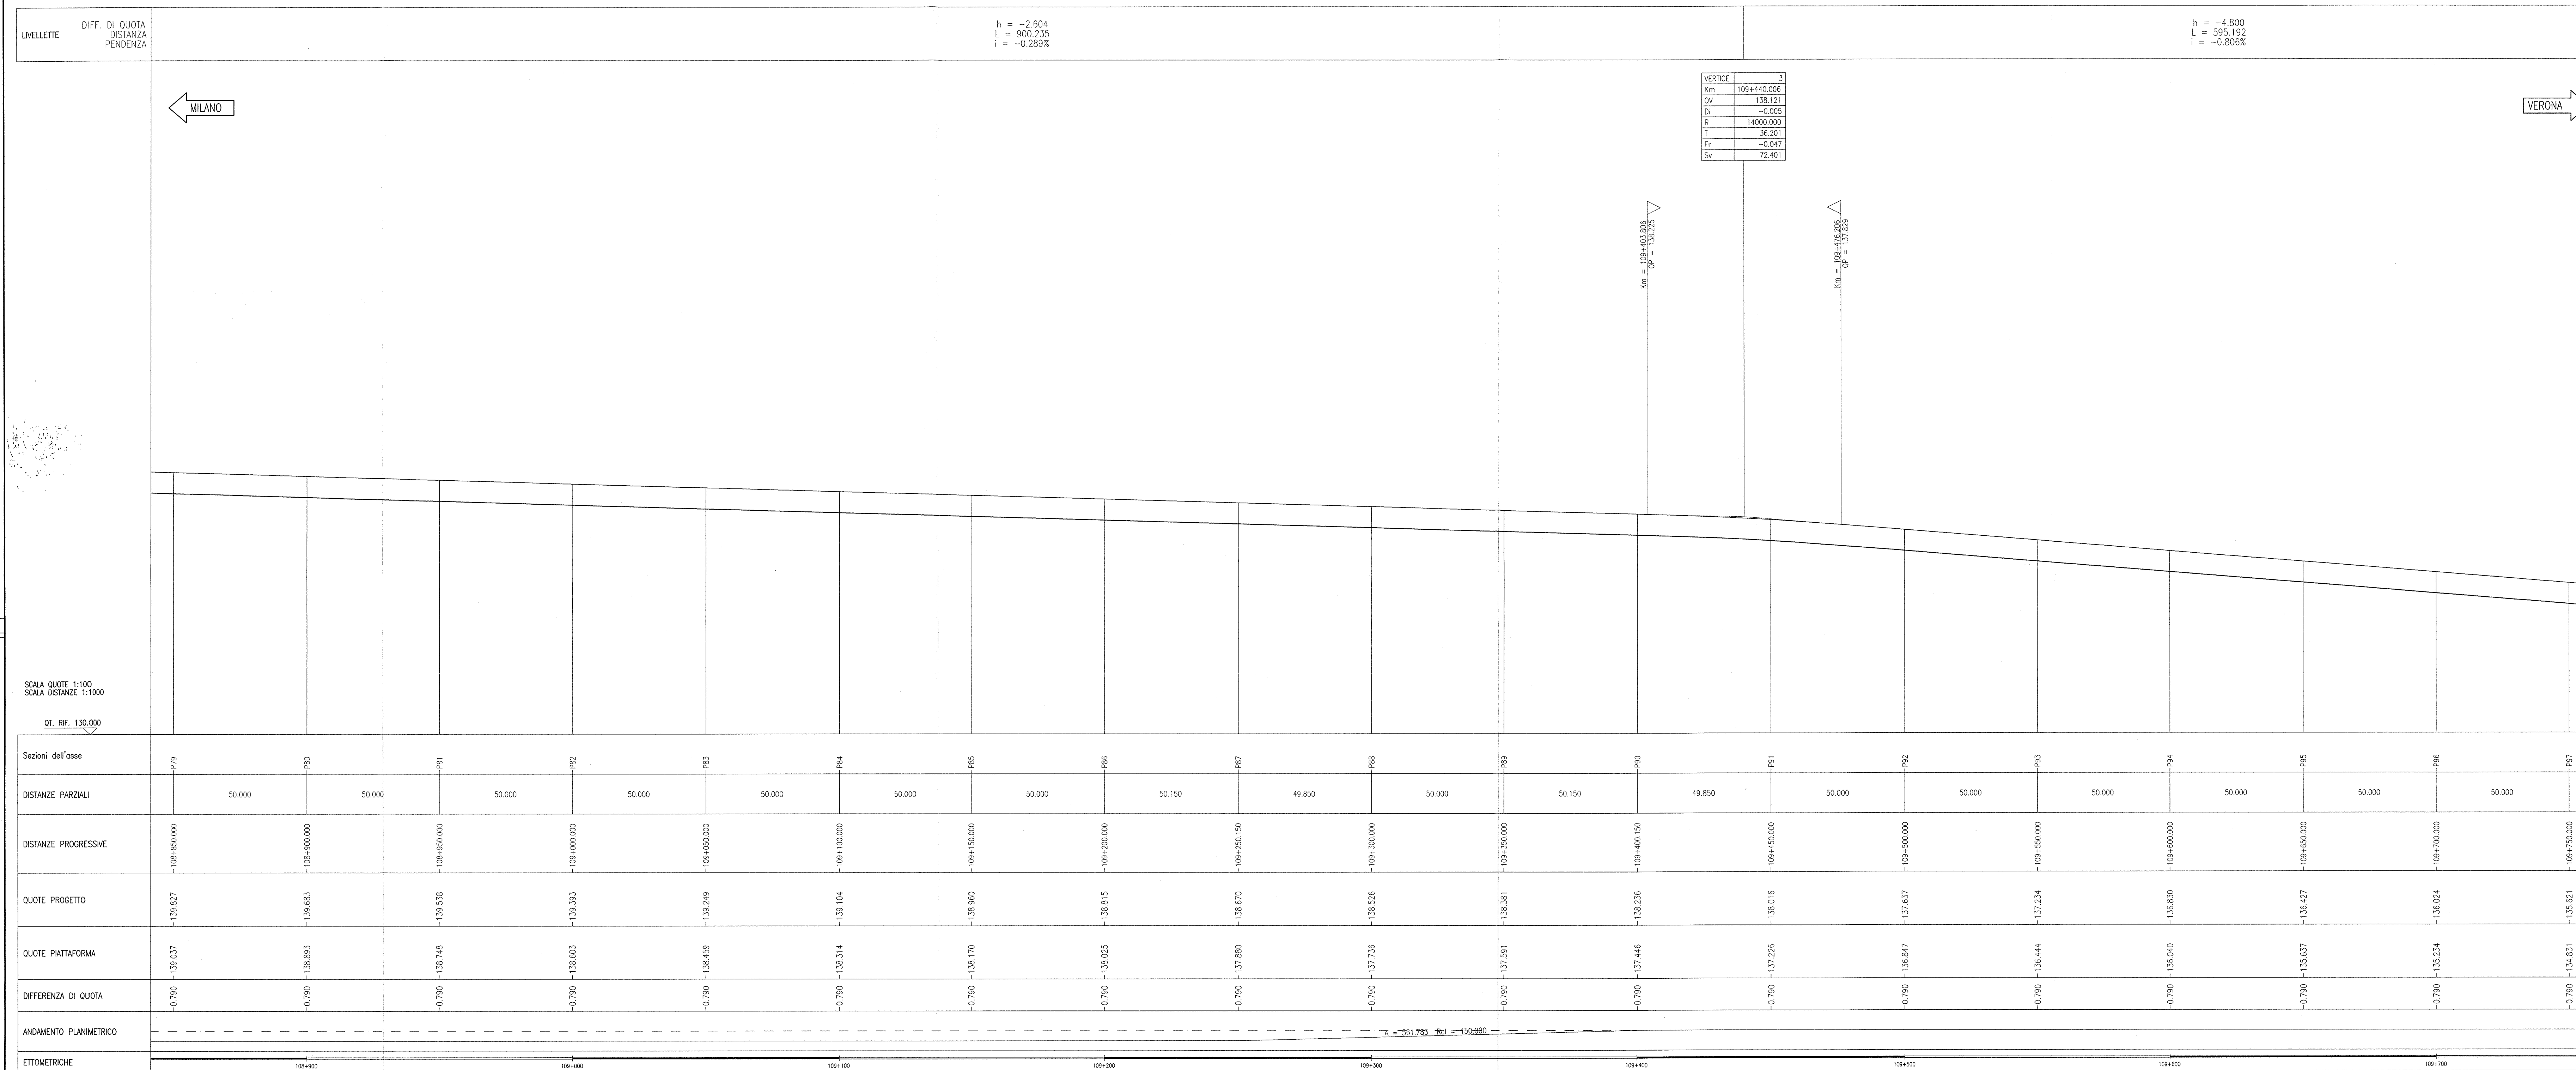 LIVELLETTE
DIFF. DI QUOTA
DISTANZA
PENDENZA
h = -2.604
L = 900.235
i = -0.289%
h = -4.800
L = 595.192
i = -0.806%
MILANO
VERONA
VERTICE 3
Km 109+440.006
QV 138.121
Di -0.005
R 14000.000
T 36.201
Fr -0.047
Sv 72.401
Km = 109+403.806
QP = 138.225
Km = 109+476.206
QP = 137.829
SCALA QUOTE 1:100
SCALA DISTANZE 1:1000
QT. RIF. 130.000
Sezioni dell'asse P79 P80 P81 P82 P83 P84 P85 P86 P87 P88 P89 P90 P91 P92 P93 P94 P95 P96 P97
DISTANZE PARZIALI 50.000 50.000 50.000 50.000 50.000 50.000 50.000 50.150 49.850 50.000 50.150 49.850 50.000 50.000 50.000 50.000 50.000 50.000
DISTANZE PROGRESSIVE 108+850.000 108+900.000 108+950.000 109+000.000 109+050.000 109+100.000 109+150.000 109+200.000 109+250.150 109+300.000 109+350.000 109+400.150 109+450.000 109+500.000 109+550.000 109+600.000 109+650.000 109+700.000 109+750.000
QUOTE PROGETTO 139.827 139.683 139.538 139.393 139.249 139.104 138.960 138.815 138.670 138.526 138.381 138.236 138.016 137.637 137.234 136.830 136.427 136.024 135.621
QUOTE PIATTAFORMA 139.037 138.893 138.748 138.603 138.459 138.314 138.170 138.025 137.880 137.736 137.591 137.446 137.226 136.847 136.444 136.040 135.637 135.234 134.831
DIFFERENZA DI QUOTA 0.790 0.790 0.790 0.790 0.790 0.790 0.790 0.790 0.790 0.790 0.790 0.790 0.790 0.790 0.790 0.790 0.790 0.790 0.790
ANDAMENTO PLANIMETRICO A = 561.783 Rcl = 150.000
ETTOMETRICHE 108+900 109+000 109+100 109+200 109+300 109+400 109+500 109+600 109+700